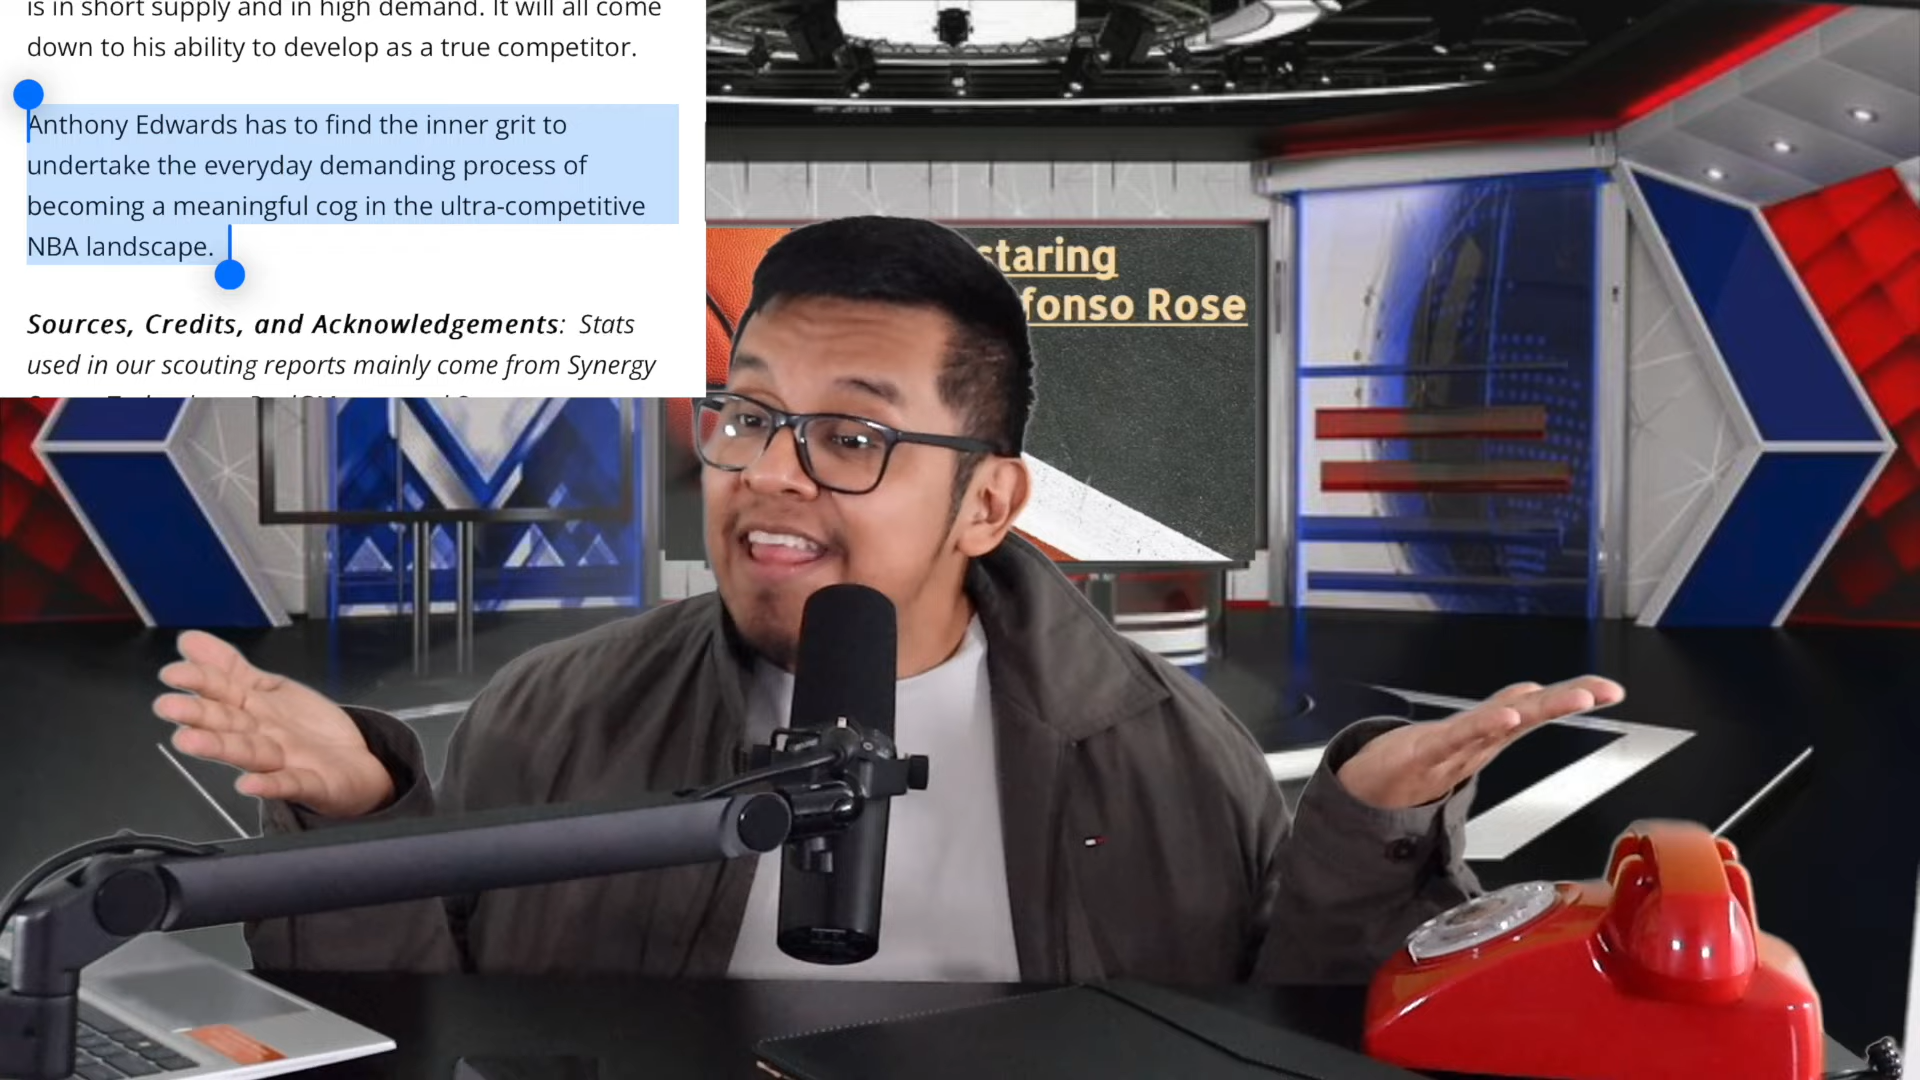 is in short supply and in high demand. It will all come
down to his ability to develop as a true competitor.
Anthony Edwards has to find the inner grit to
undertake the everyday demanding process of
becoming a meaningful cog in the ultra-competitive
NBA landscape.
Sources, Credits, and Acknowledgements: Stats
used in our scouting reports mainly come from Synergy
staring
fonso Rose